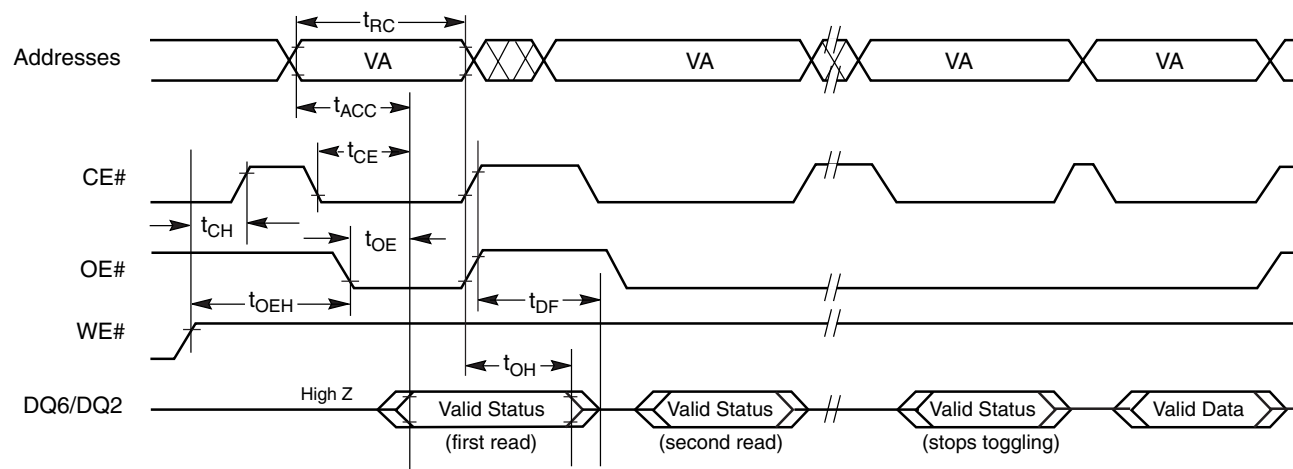 tRC
Addresses VA VA VA VA
tACC
tCE
CE#
tCH
tOE
OE#
tOEH tDF
WE#
tOH
DQ6/DQ2 High Z Valid Status Valid Status Valid Status Valid Data
(first read) (second read) (stops toggling)